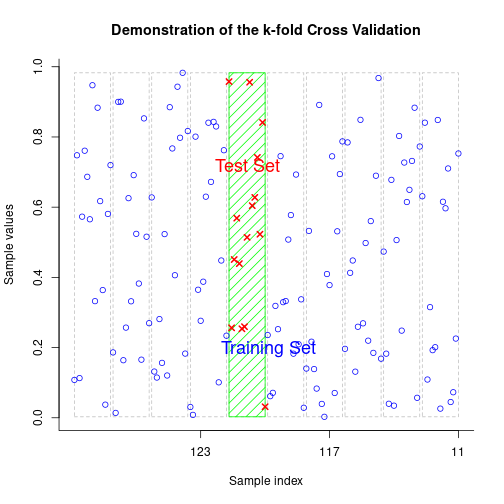 Demonstration of the k-fold Cross Validation
Sample values
1.0
0.8
0.6
0.4
0.2
0.0
Test Set
Training Set
123
117
11
Sample index